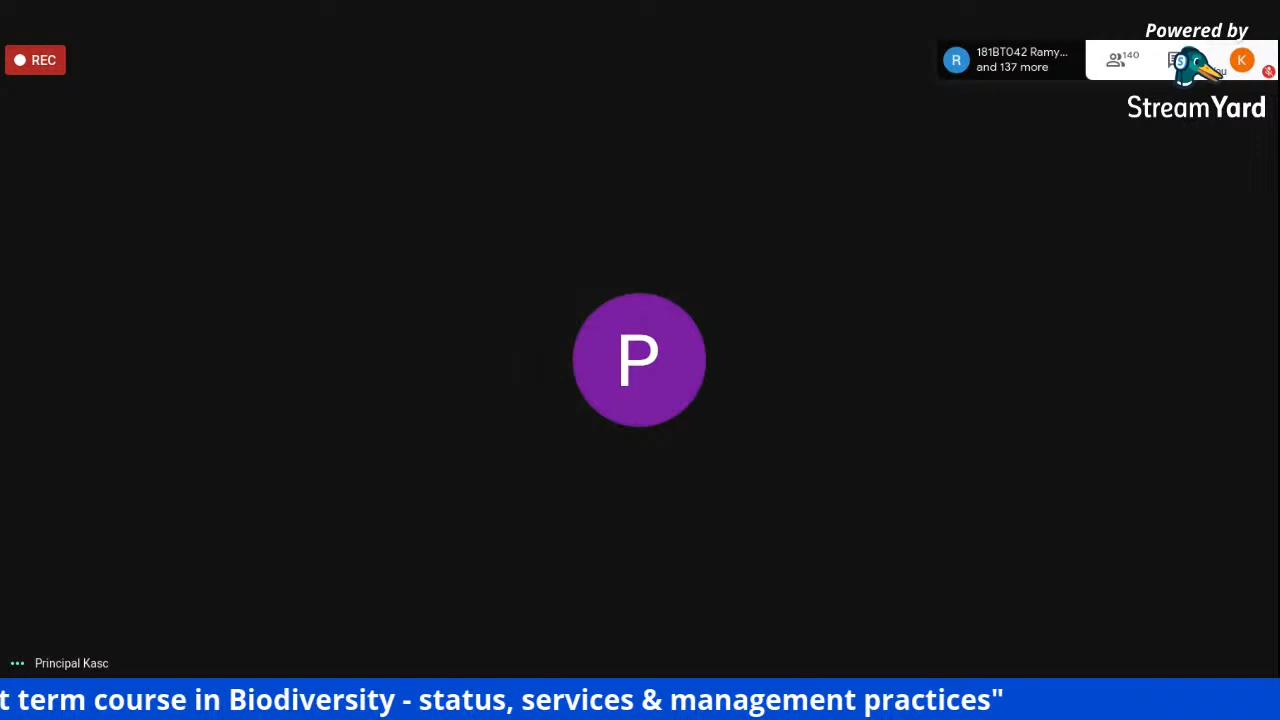 Powered by
REC
181BT042 Ramy...
and 137 more
R
140
S
K
StreamYard
P
Principal Kasc
t term course in Biodiversity - status, services & management practices"